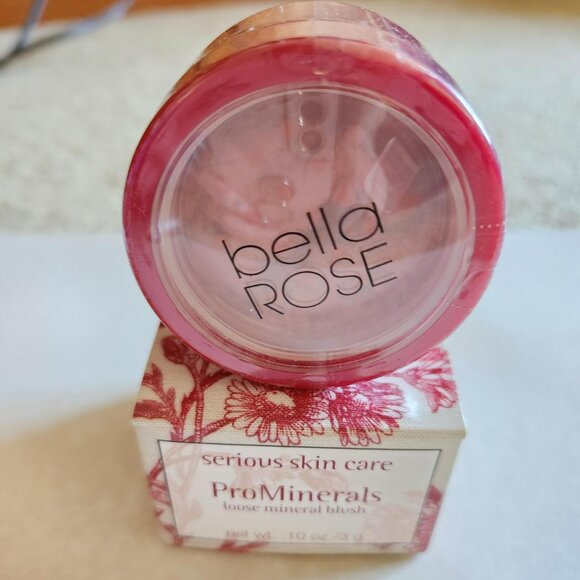 bella
ROSE
serious skin care
ProMinerals
loose mineral blush
net wt. .10 oz./3 g